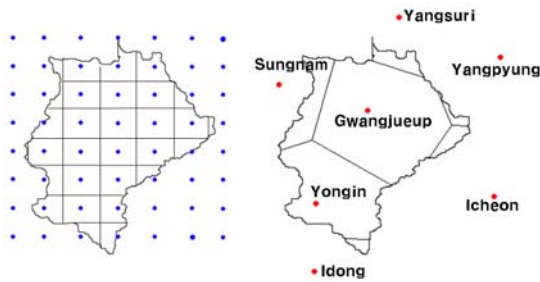 Yangsuri
Sungnam
Yangpyung
Gwangjueup
Yongin
Icheon
Idong